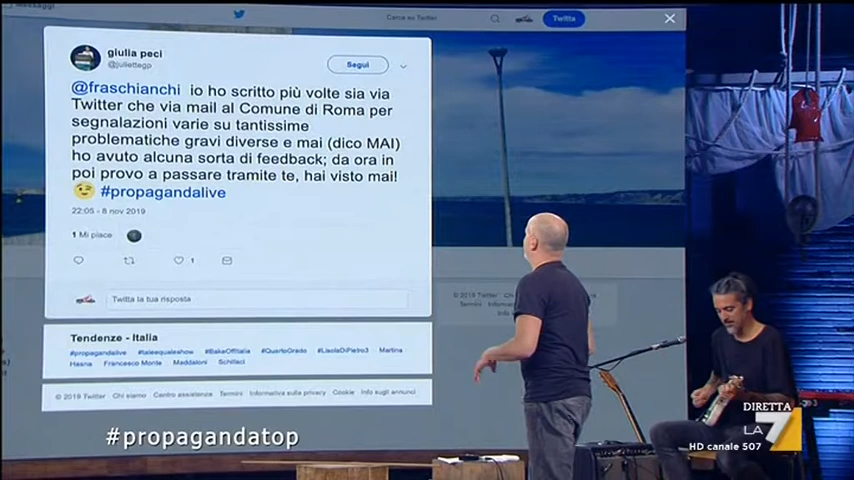 Cerca su Twitter
Twitta
giulia peci
@juliettegp
Segui
@fraschianchi io ho scritto più volte sia via
Twitter che via mail al Comune di Roma per
segnalazioni varie su tantissime
problematiche gravi diverse e mai (dico MAI)
ho avuto alcuna sorta di feedback; da ora in
poi provo a passare tramite te, hai visto mai!
😉 #propagandalive
22:05 - 8 nov 2019
1 Mi piace
1
Twitta la tua risposta
© 2019 Twitter Chi
Termini
Tendenze - Italia
#propagandalive #taleequaleshow #BakeOffItalia #QuartoGrado #LisolaDiPietro3 Martina
Hasna Francesco Monte Maddaloni Schillaci
© 2019 Twitter Chi siamo Centro assistenza Termini Informativa sulla privacy Cookie Info sugli annunci
#propagandatop
DIRETTA
LA7
HD canale 507